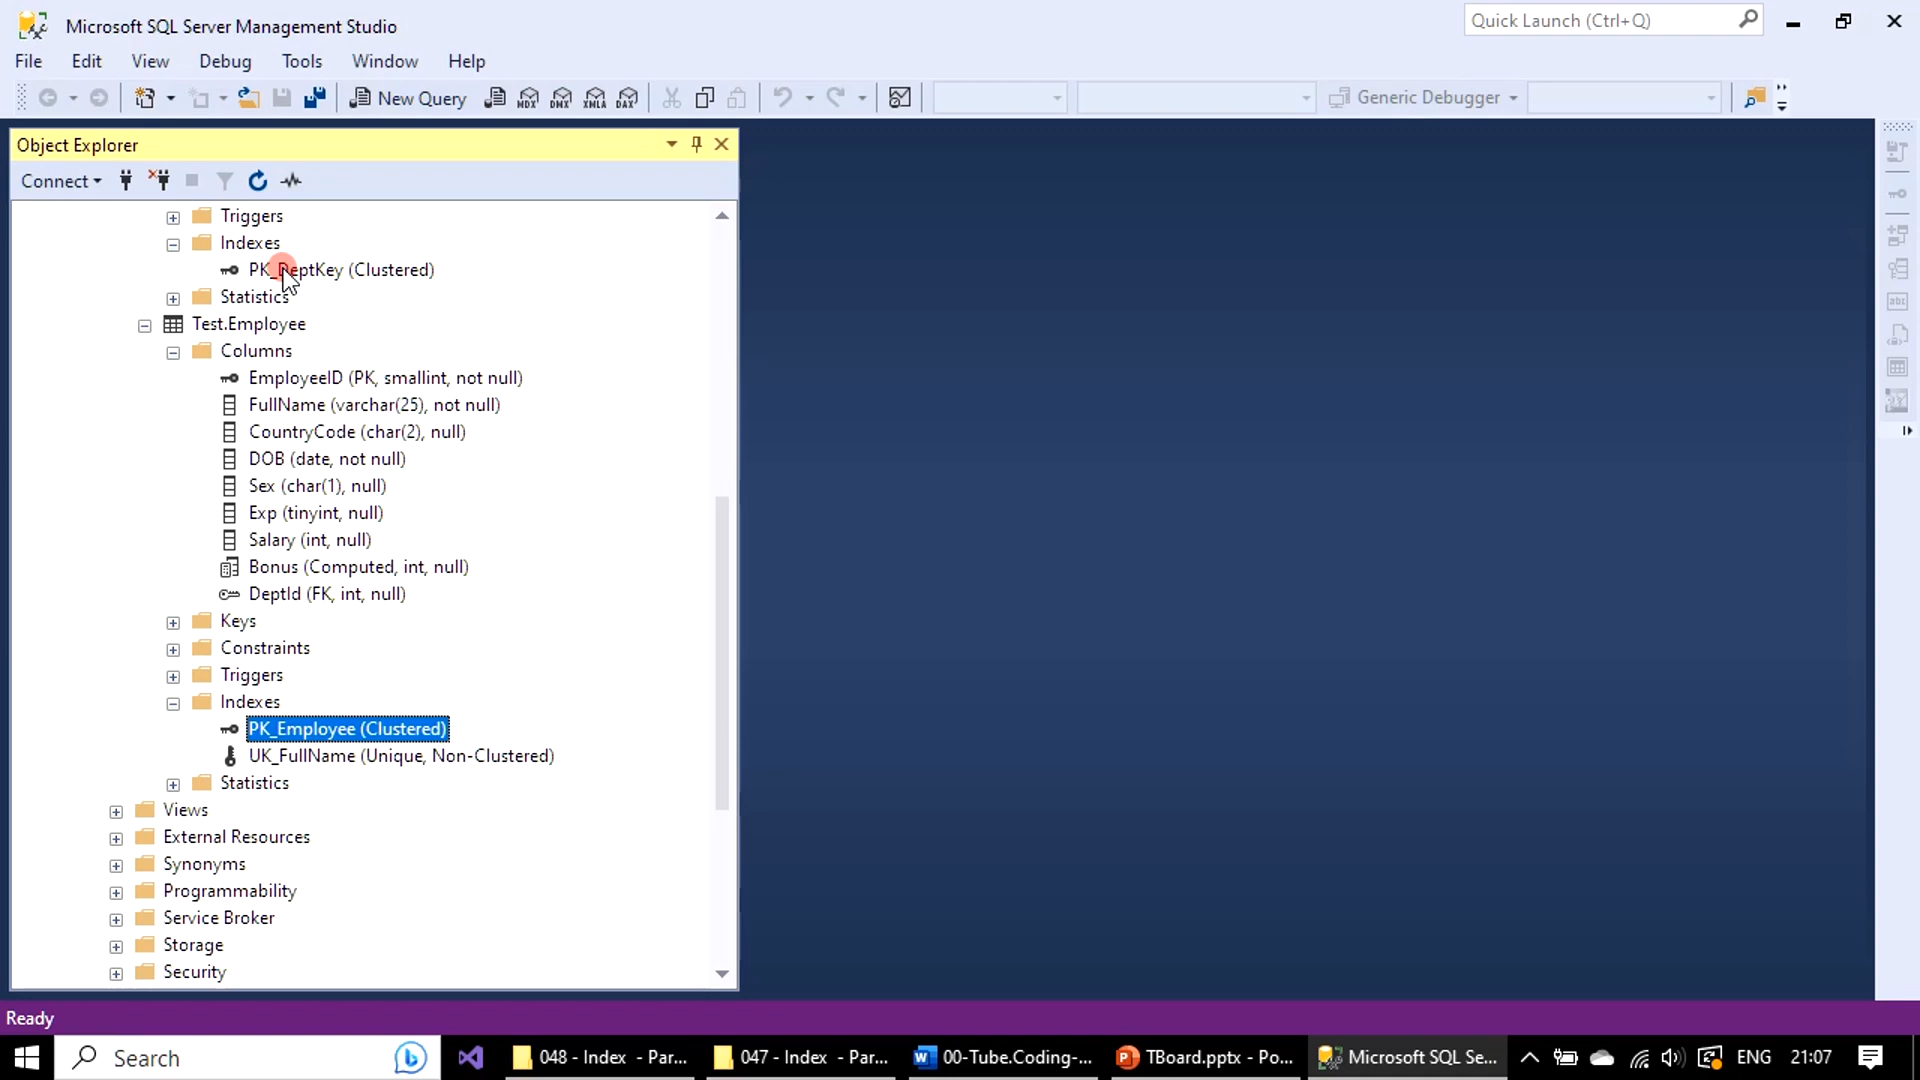 Microsoft SQL Server Management Studio
Quick Launch (Ctrl+Q)
File Edit View Debug Tools Window Help
New Query MDX DMX XMLA DAX Generic Debugger
Object Explorer
Connect
Triggers
Indexes
PK_DeptKey (Clustered)
Statistics
Test.Employee
Columns
EmployeeID (PK, smallint, not null)
FullName (varchar(25), not null)
CountryCode (char(2), null)
DOB (date, not null)
Sex (char(1), null)
Exp (tinyint, null)
Salary (int, null)
Bonus (Computed, int, null)
DeptId (FK, int, null)
Keys
Constraints
Triggers
Indexes
PK_Employee (Clustered)
UK_FullName (Unique, Non-Clustered)
Statistics
Views
External Resources
Synonyms
Programmability
Service Broker
Storage
Security
Ready
Search 048 - Index - Par... 047 - Index - Par... 00-Tube.Coding-... TBoard.pptx - Po... Microsoft SQL Se... ENG 21:07